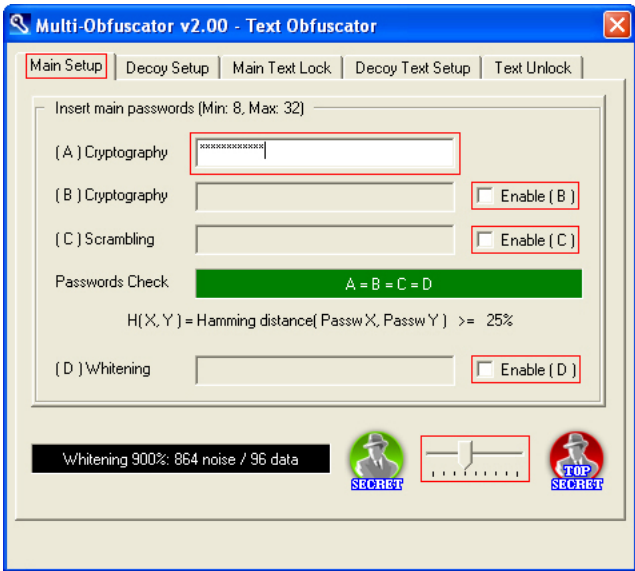 Multi-Obfuscator v2.00 - Text Obfuscator
Main Setup Decoy Setup Main Text Lock Decoy Text Setup Text Unlock
Insert main passwords (Min: 8, Max: 32)
( A ) Cryptography ************
( B ) Cryptography Enable ( B )
( C ) Scrambling Enable ( C )
Passwords Check A = B = C = D
H( X, Y ) = Hamming distance( Passw X, Passw Y ) >= 25%
( D ) Whitening Enable ( D )
Whitening 900%: 864 noise / 96 data
SECRET
TOP
SECRET